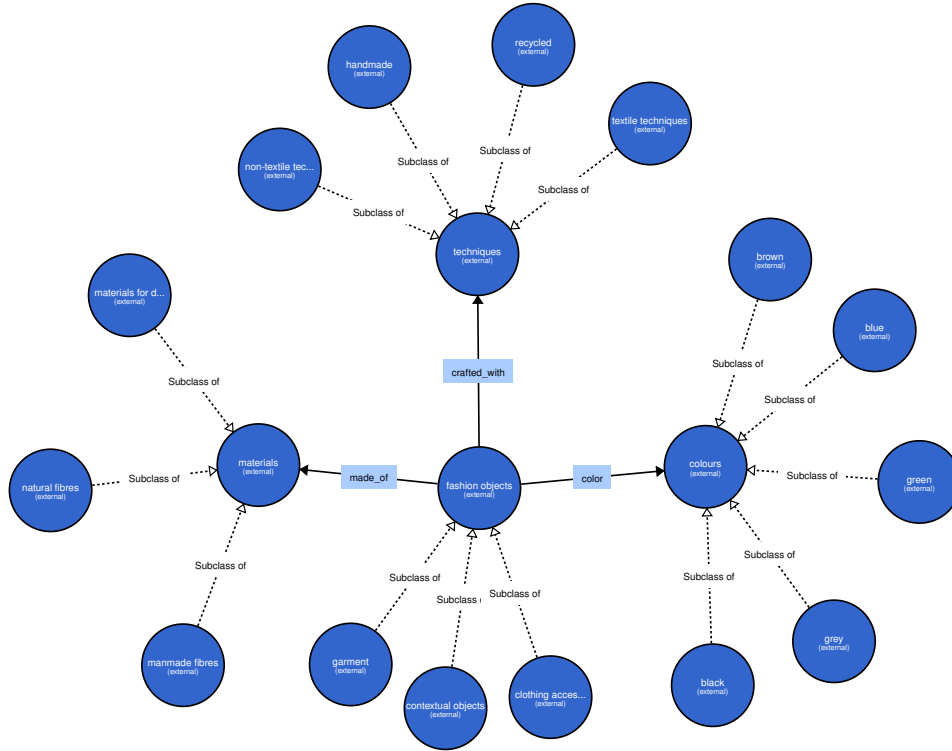 recycled
(external)
handmade
(external)
textile techniques
(external)
Subclass of
Subclass of
non-textile tec...
(external)
Subclass of
Subclass of
techniques
(external)
brown
(external)
materials for d...
(external)
blue
(external)
Subclass of
crafted_with
Subclass of
Subclass of
materials
(external)
colours
(external)
made_of
color
Subclass of
Subclass of
green
(external)
natural fibres
(external)
fashion objects
(external)
Subclass of
Subclass of
Subclass of
Subclass of
Subclass
Subclass of
garment
(external)
manmade fibres
(external)
grey
(external)
black
(external)
contextual objects
(external)
clothing acces...
(external)